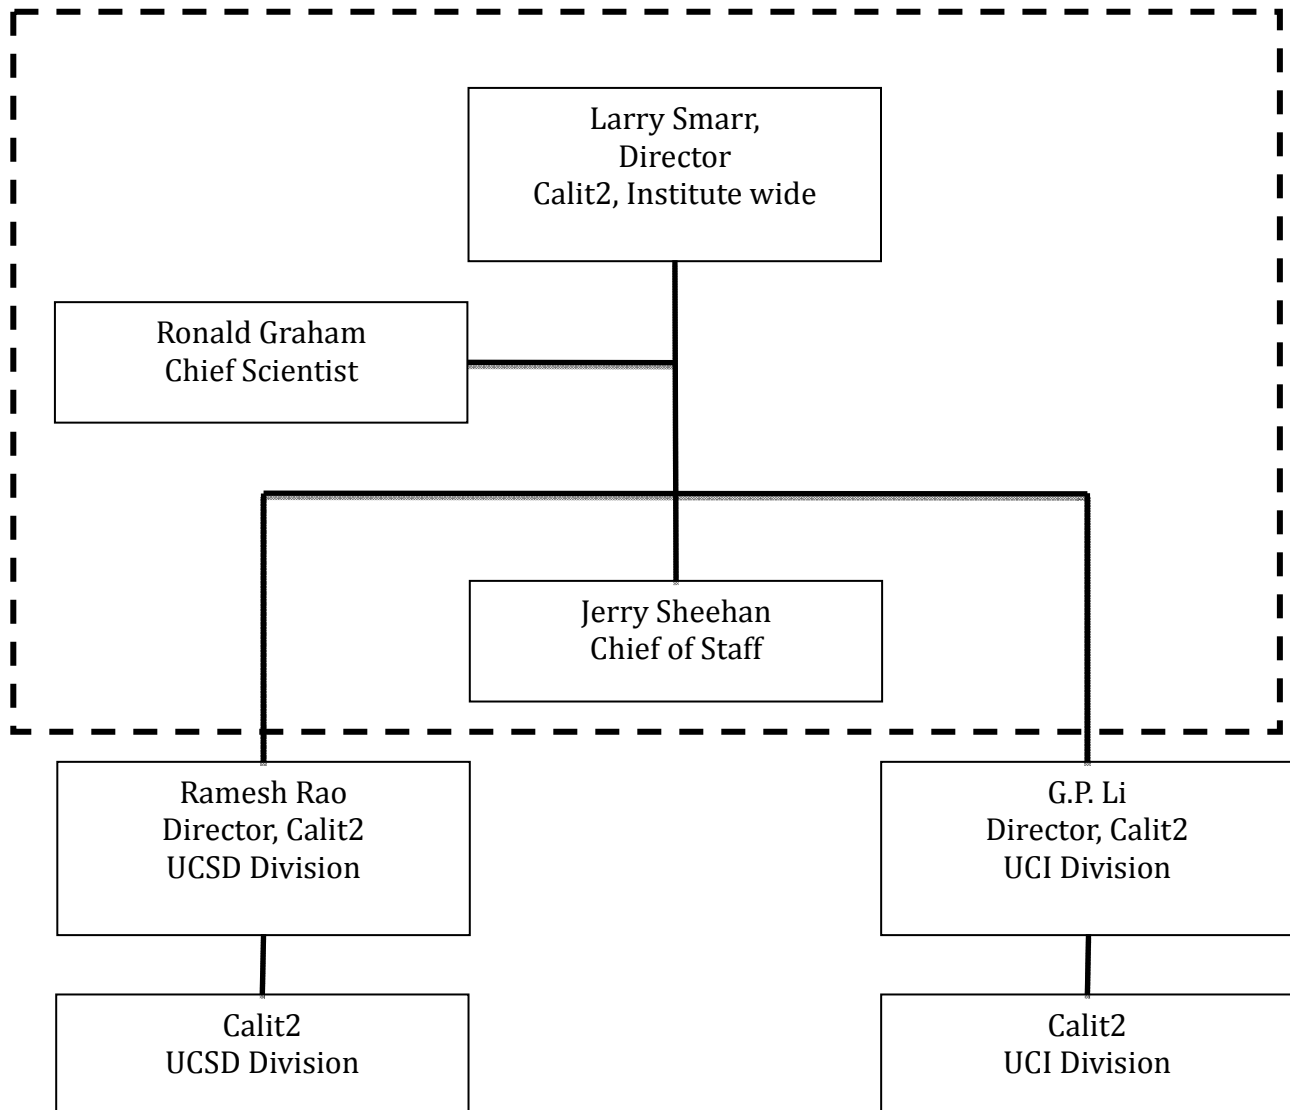 Larry Smarr,
Director
Calit2, Institute wide
Ronald Graham
Chief Scientist
Jerry Sheehan
Chief of Staff
Ramesh Rao
Director, Calit2
UCSD Division
G.P. Li
Director, Calit2
UCI Division
Calit2
UCSD Division
Calit2
UCI Division